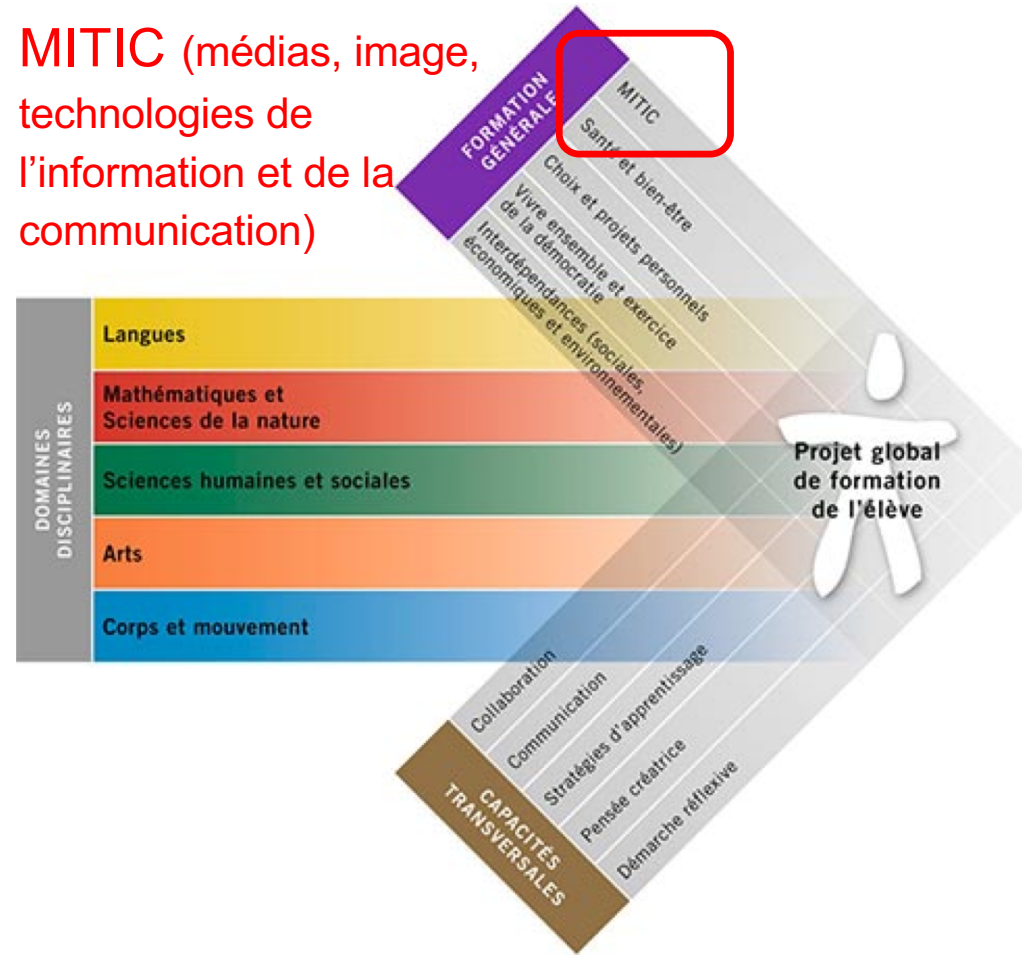 MITIC (médias, image,
technologies de
l’information et de la
communication)
FORMATION
GÉNÉRALE
MITIC
Santé et bien-être
Choix et projets personnels
Vivre ensemble et exercice
de la démocratie
Interdépendances (sociales,
économiques et environnementales)
DOMAINES
DISCIPLINAIRES
Langues
Mathématiques et
Sciences de la nature
Sciences humaines et sociales
Arts
Corps et mouvement
Projet global
de formation
de l'élève
CAPACITÉS
TRANSVERSALES
Collaboration
Communication
Stratégies d'apprentissage
Pensée créatrice
Démarche réflexive